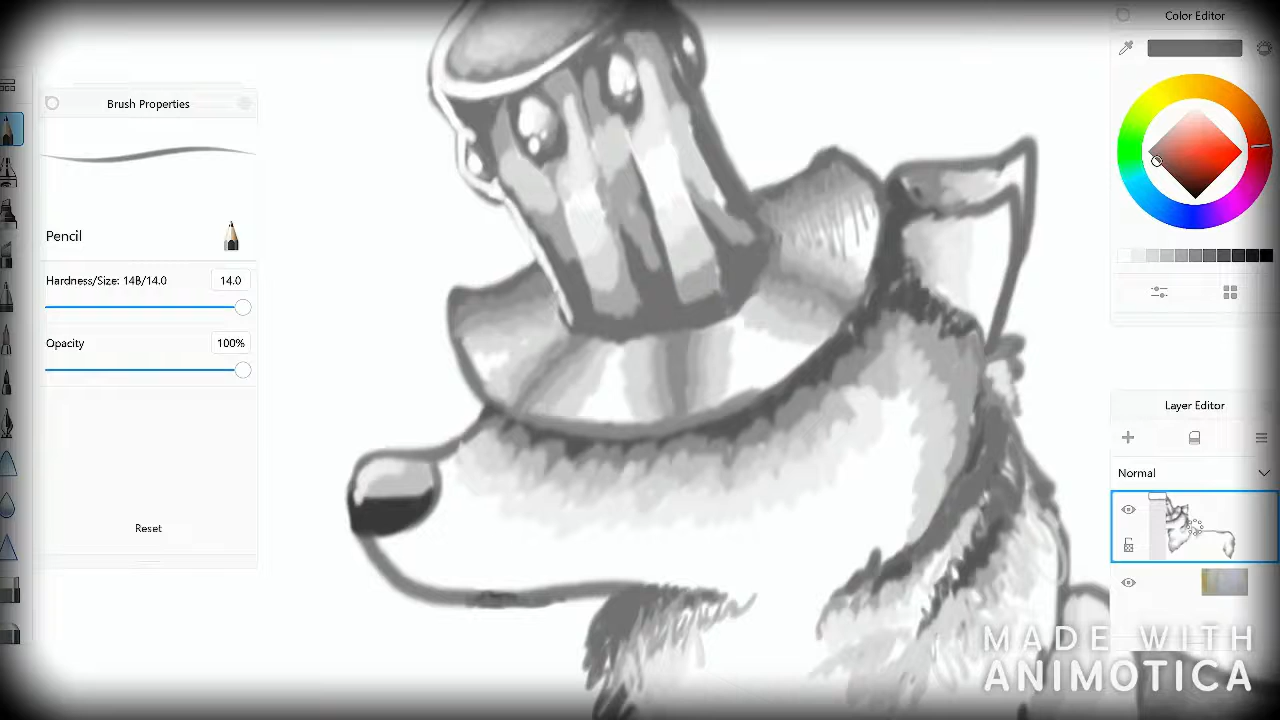 Brush Properties
Pencil
Hardness/Size: 14B/14.0
14.0
Opacity
100%
Reset
Color Editor
Layer Editor
Normal
MADE WITH
ANIMOTICA